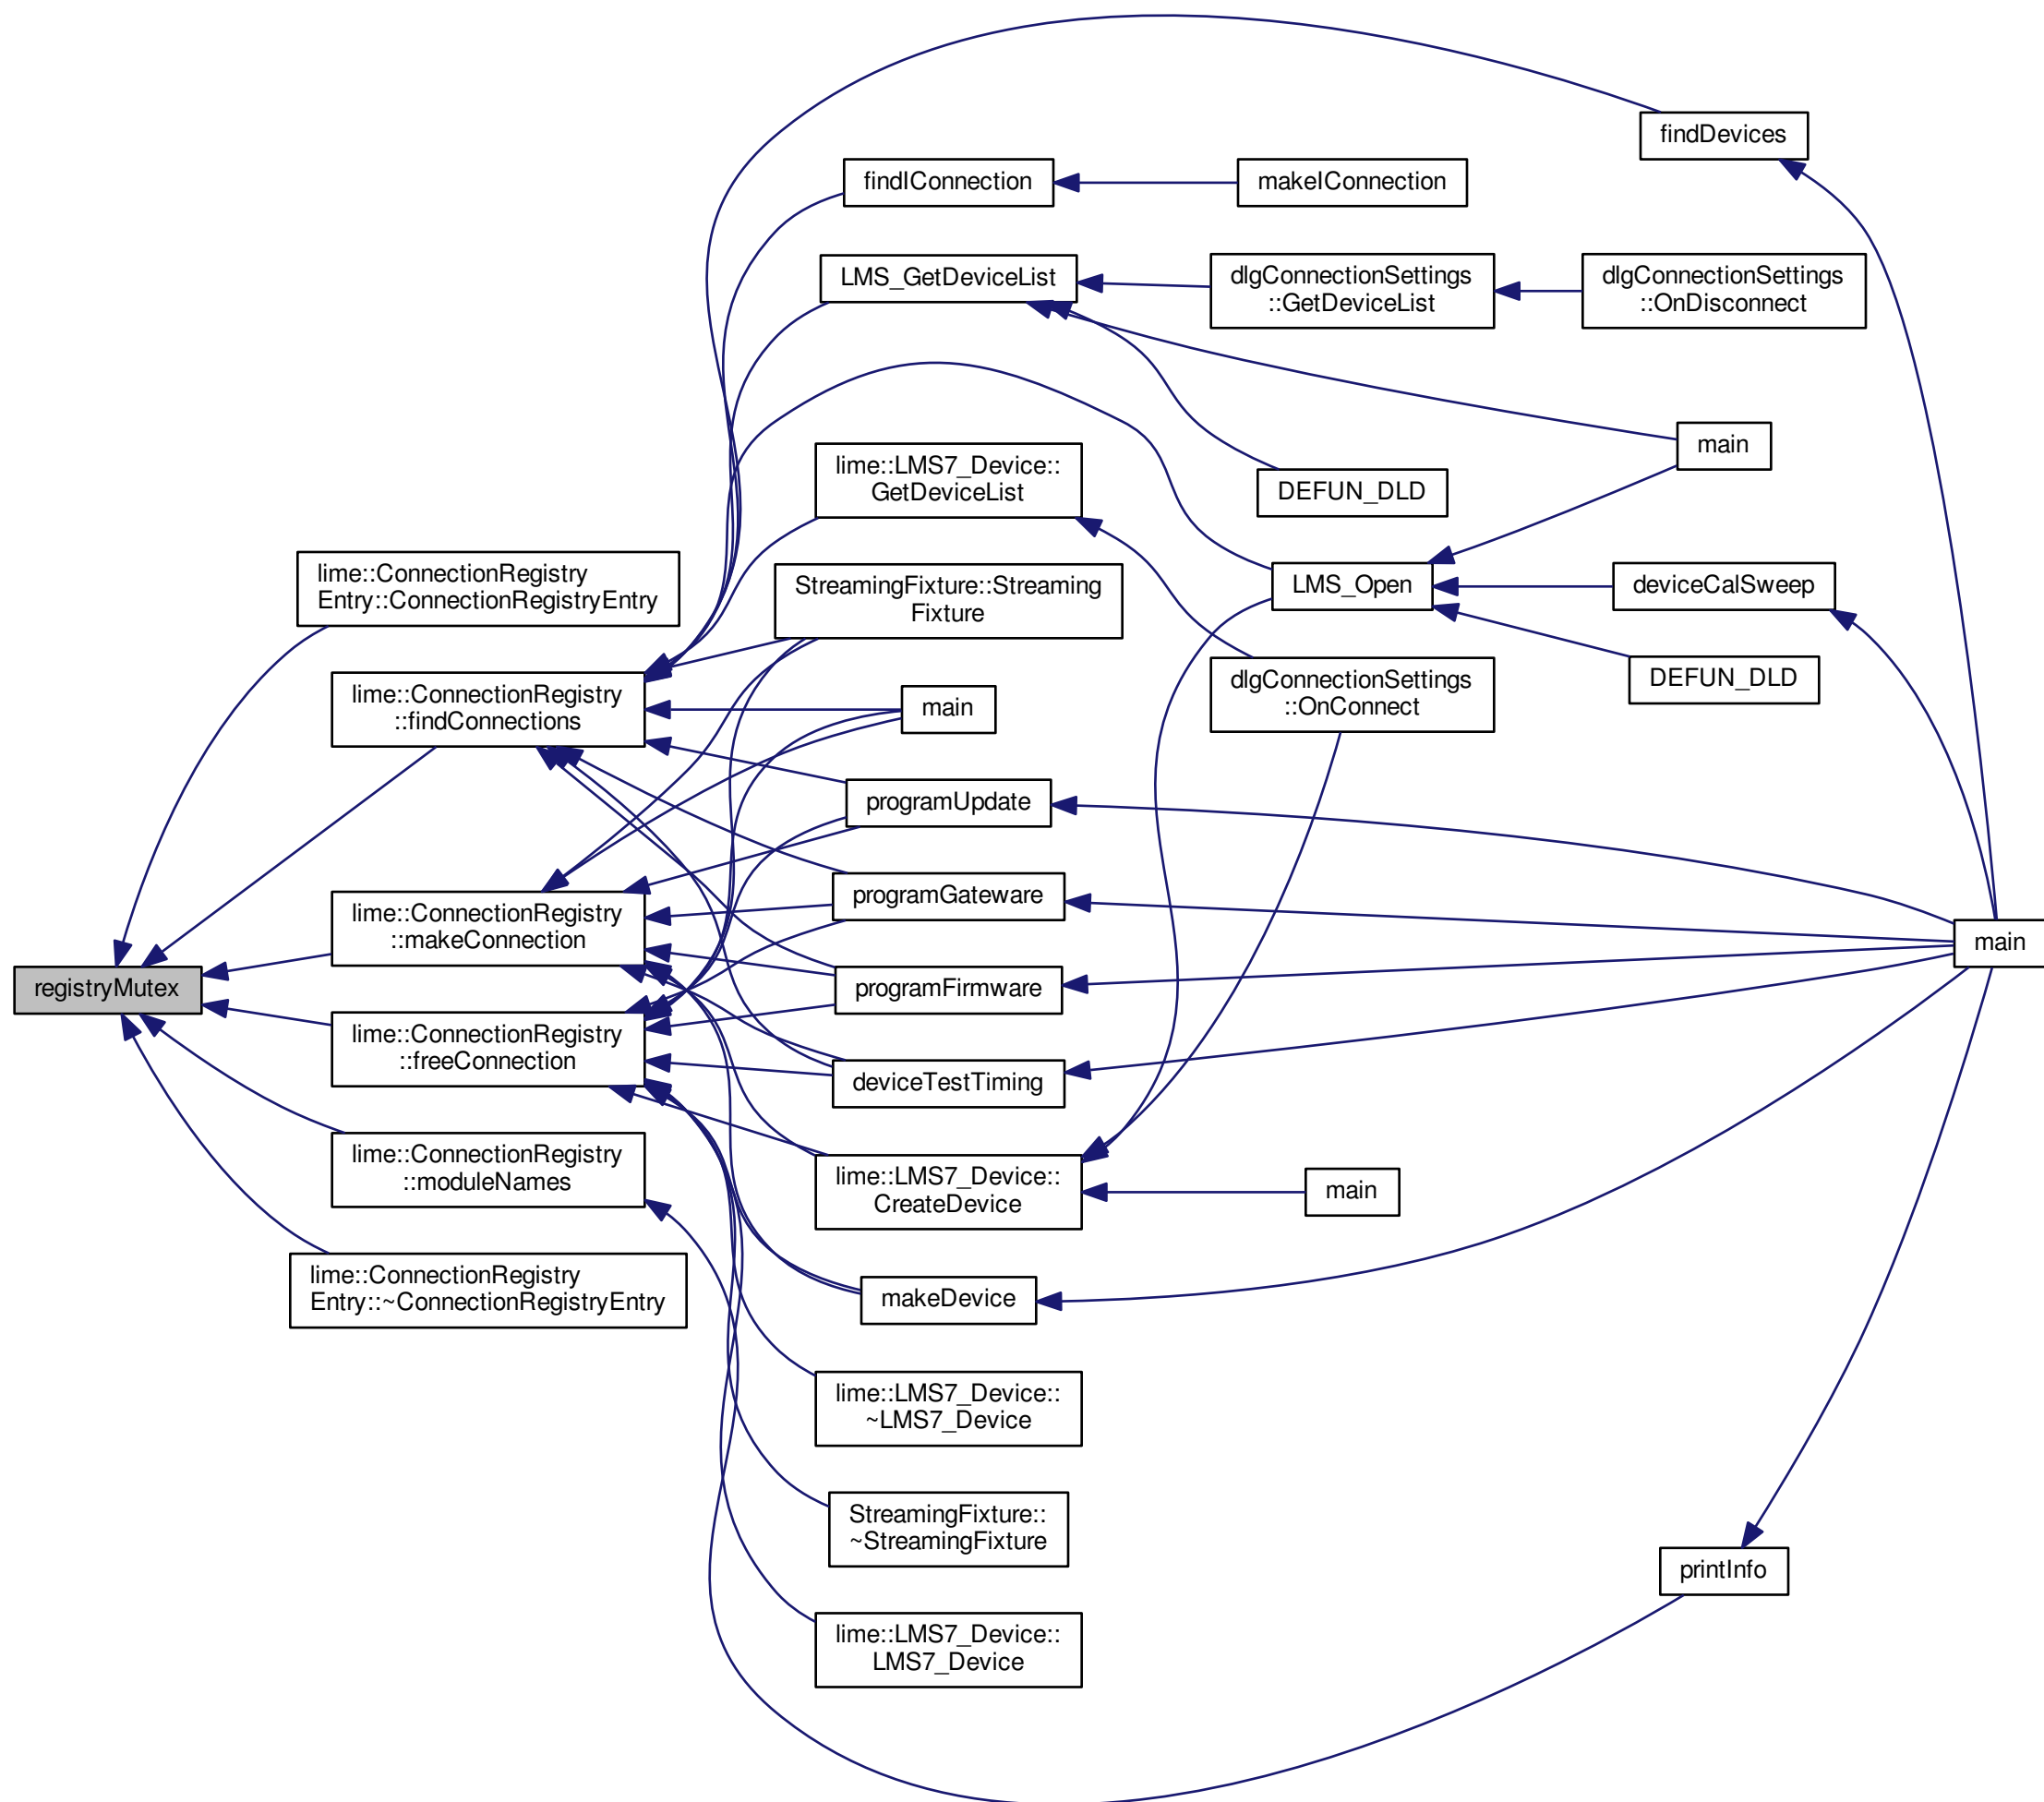 findDevices
findIConnection
makeIConnection
LMS_GetDeviceList
dlgConnectionSettings
::GetDeviceList
dlgConnectionSettings
::OnDisconnect
main
lime::LMS7_Device::
GetDeviceList
DEFUN_DLD
lime::ConnectionRegistry
Entry::ConnectionRegistryEntry
StreamingFixture::Streaming
Fixture
LMS_Open
deviceCalSweep
DEFUN_DLD
lime::ConnectionRegistry
::findConnections
main
dlgConnectionSettings
::OnConnect
programUpdate
lime::ConnectionRegistry
::makeConnection
programGateware
main
registryMutex
programFirmware
lime::ConnectionRegistry
::freeConnection
deviceTestTiming
lime::ConnectionRegistry
::moduleNames
lime::LMS7_Device::
CreateDevice
main
lime::ConnectionRegistry
Entry::~ConnectionRegistryEntry
makeDevice
lime::LMS7_Device::
~LMS7_Device
StreamingFixture::
~StreamingFixture
printInfo
lime::LMS7_Device::
LMS7_Device